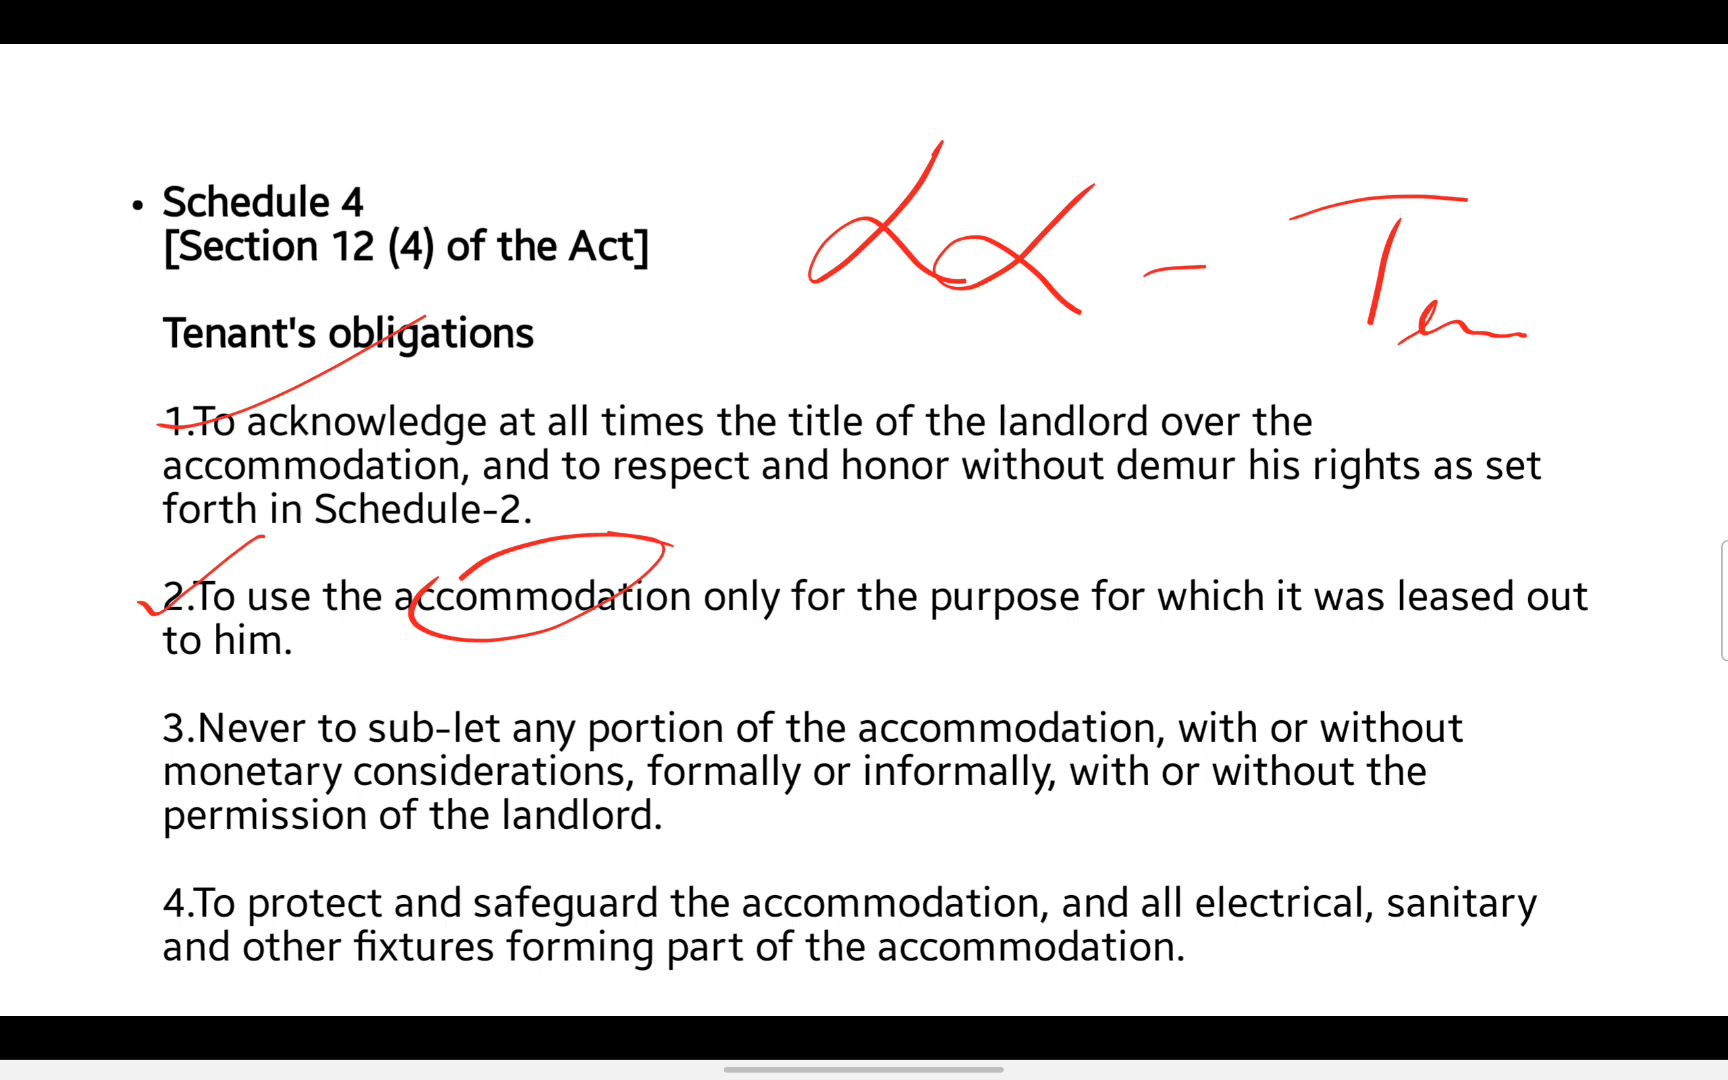 • Schedule 4
[Section 12 (4) of the Act]
Tenant's obligations
1.To acknowledge at all times the title of the landlord over the
accommodation, and to respect and honor without demur his rights as set
forth in Schedule-2.
2.To use the accommodation only for the purpose for which it was leased out
to him.
3.Never to sub-let any portion of the accommodation, with or without
monetary considerations, formally or informally, with or without the
permission of the landlord.
4.To protect and safeguard the accommodation, and all electrical, sanitary
and other fixtures forming part of the accommodation.